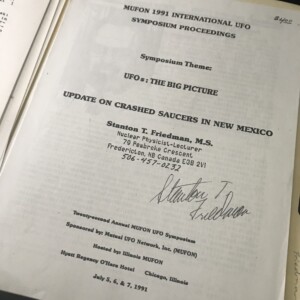 #405
MUFON 1991 INTERNATIONAL UFO
SYMPOSIUM PROCEEDINGS
Symposium Theme:
UFOs: THE BIG PICTURE
UPDATE ON CRASHED SAUCERS IN NEW MEXICO
Stanton T. Friedman, M.S.
Nuclear Physicist-Lecturer
79 Pembroke Crescent
Fredericton, NB Canada E3B 2V1
506-457-0232
Stanton T.
Friedman
Twenty-second Annual MUFON UFO Symposium
Sponsored by: Mutual UFO Network, Inc. (MUFON)
Hosted by: Illinois MUFON
Hyatt Regency O'Hare Hotel Chicago, Illinois
July 5, 6, & 7, 1991